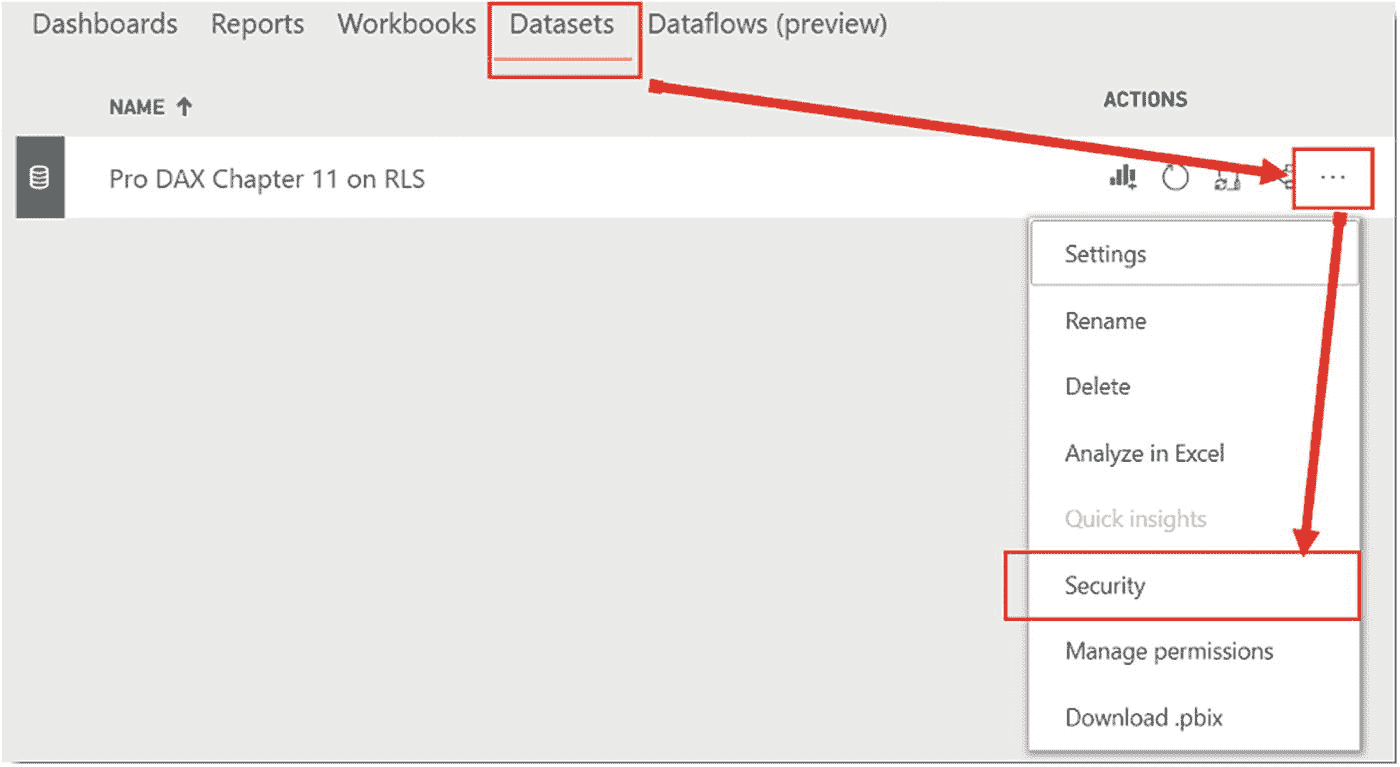 Dashboards Reports Workbooks Datasets Dataflows (preview)
NAME ↑ ACTIONS
Pro DAX Chapter 11 on RLS ...
Settings
Rename
Delete
Analyze in Excel
Quick insights
Security
Manage permissions
Download .pbix